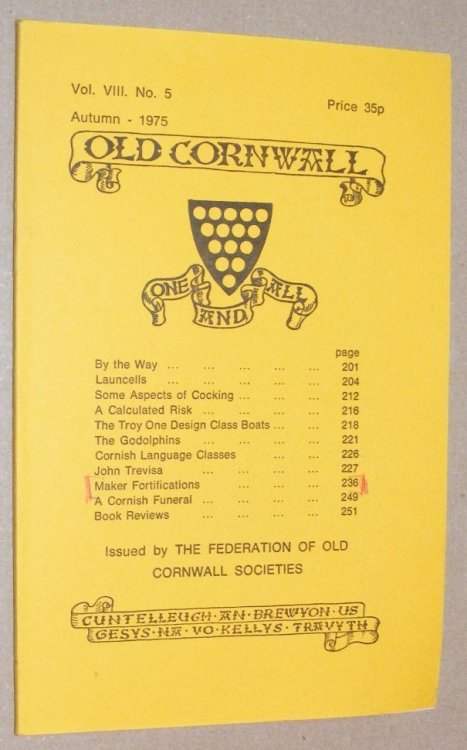 Vol. VIII. No. 5
Price 35p
Autumn - 1975
OLD·CORNWALL
ONE AND ALL
page
By the Way ... ... ... ... 201
Launcells ... ... ... ... 204
Some Aspects of Cocking ... ... ... 212
A Calculated Risk ... ... ... ... 216
The Troy One Design Class Boats ... ... 218
The Godolphins ... ... ... ... 221
Cornish Language Classes ... ... 226
John Trevisa ... ... ... ... 227
Maker Fortifications ... ... ... 236
A Cornish Funeral ... ... ... ... 249
Book Reviews ... ... ... ... 251
Issued by THE FEDERATION OF OLD
CORNWALL SOCIETIES
CUNTELLEUGH·AN·BREWYON·US
GESYS·NA·VO·KELLYS·TRAVYTH